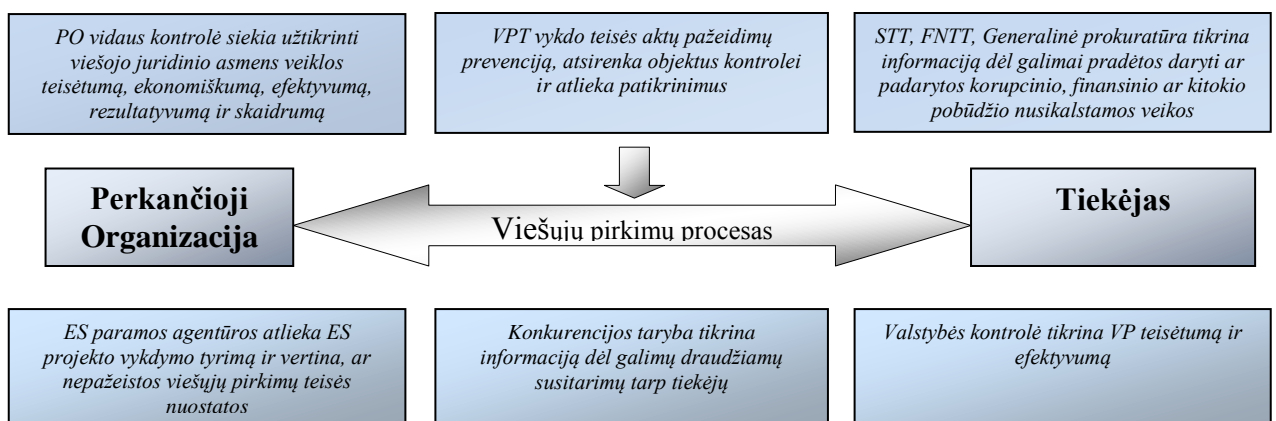 PO vidaus kontrolė siekia užtikrinti
viešojo juridinio asmens veiklos
teisėtumą, ekonomiškumą, efektyvumą,
rezultatyvumą ir skaidrumą
VPT vykdo teisės aktų pažeidimų
prevenciją, atsirenka objektus kontrolei
ir atlieka patikrinimus
STT, FNTT, Generalinė prokuratūra tikrina
informaciją dėl galimai pradėtos daryti ar
padarytos korupcinio, finansinio ar kitokio
pobūdžio nusikalstamos veikos
Perkančioji
Organizacija
Viešųjų pirkimų procesas
Tiekėjas
ES paramos agentūros atlieka ES
projekto vykdymo tyrimą ir vertina, ar
nepažeistos viešųjų pirkimų teisės
nuostatos
Konkurencijos taryba tikrina
informaciją dėl galimų draudžiamų
susitarimų tarp tiekėjų
Valstybės kontrolė tikrina VP teisėtumą ir
efektyvumą